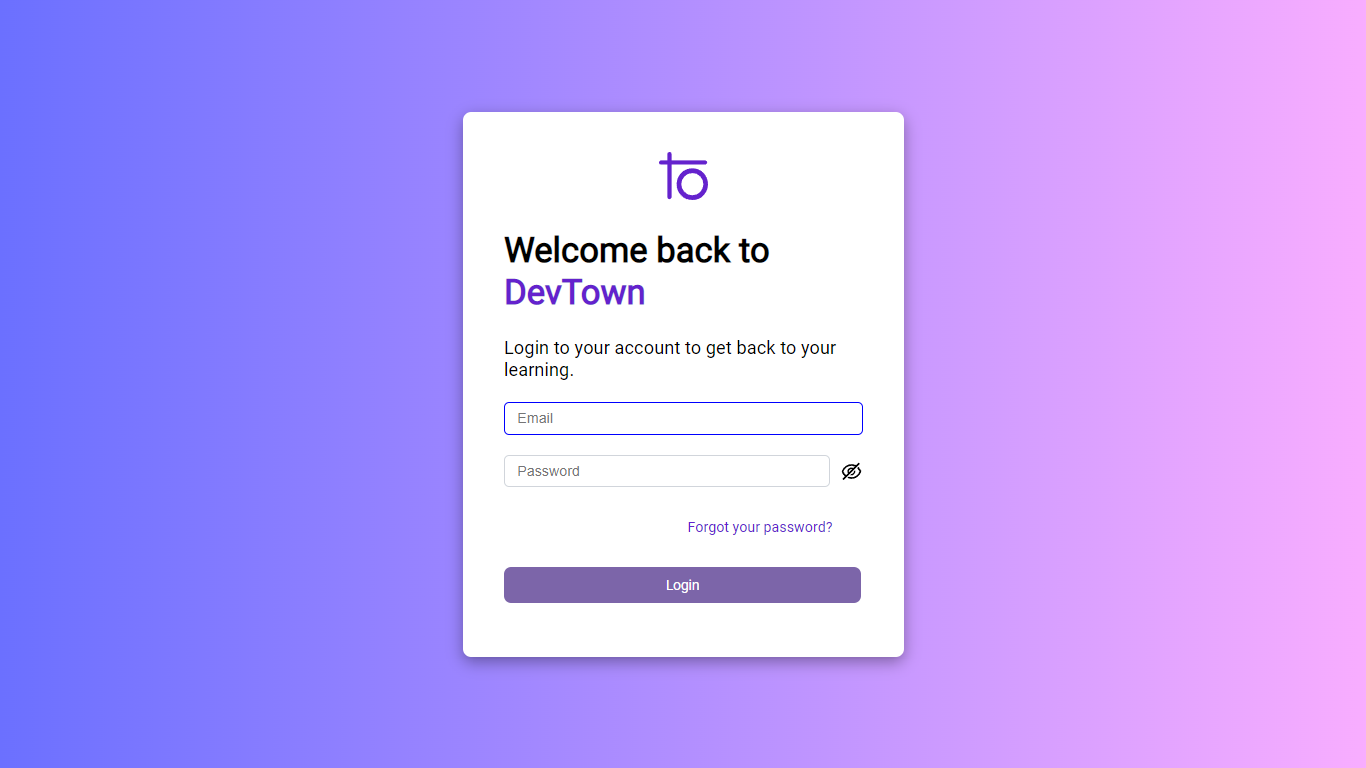 Welcome back to
DevTown
Login to your account to get back to your
learning.
Email
Password
Forgot your password?
Login